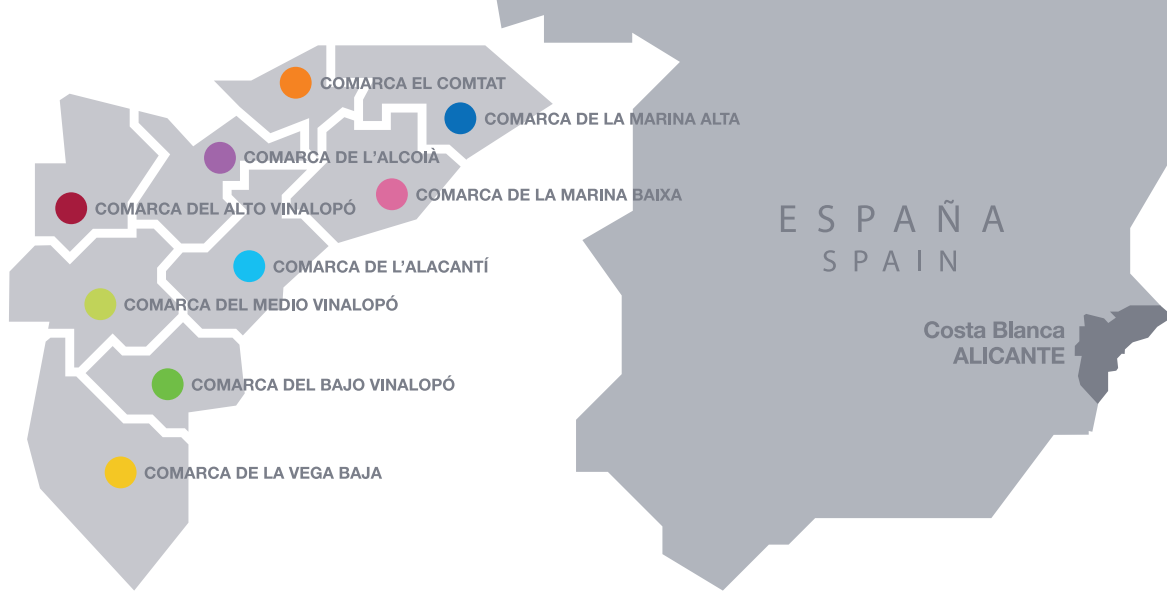 COMARCA EL COMTAT
COMARCA DE LA MARINA ALTA
COMARCA DE L’ALCOIÀ
COMARCA DE LA MARINA BAIXA
COMARCA DEL ALTO VINALOPÓ
COMARCA DE L’ALACANTÍ
COMARCA DEL MEDIO VINALOPÓ
COMARCA DEL BAJO VINALOPÓ
COMARCA DE LA VEGA BAJA
ESPAÑA
SPAIN
Costa Blanca
ALICANTE